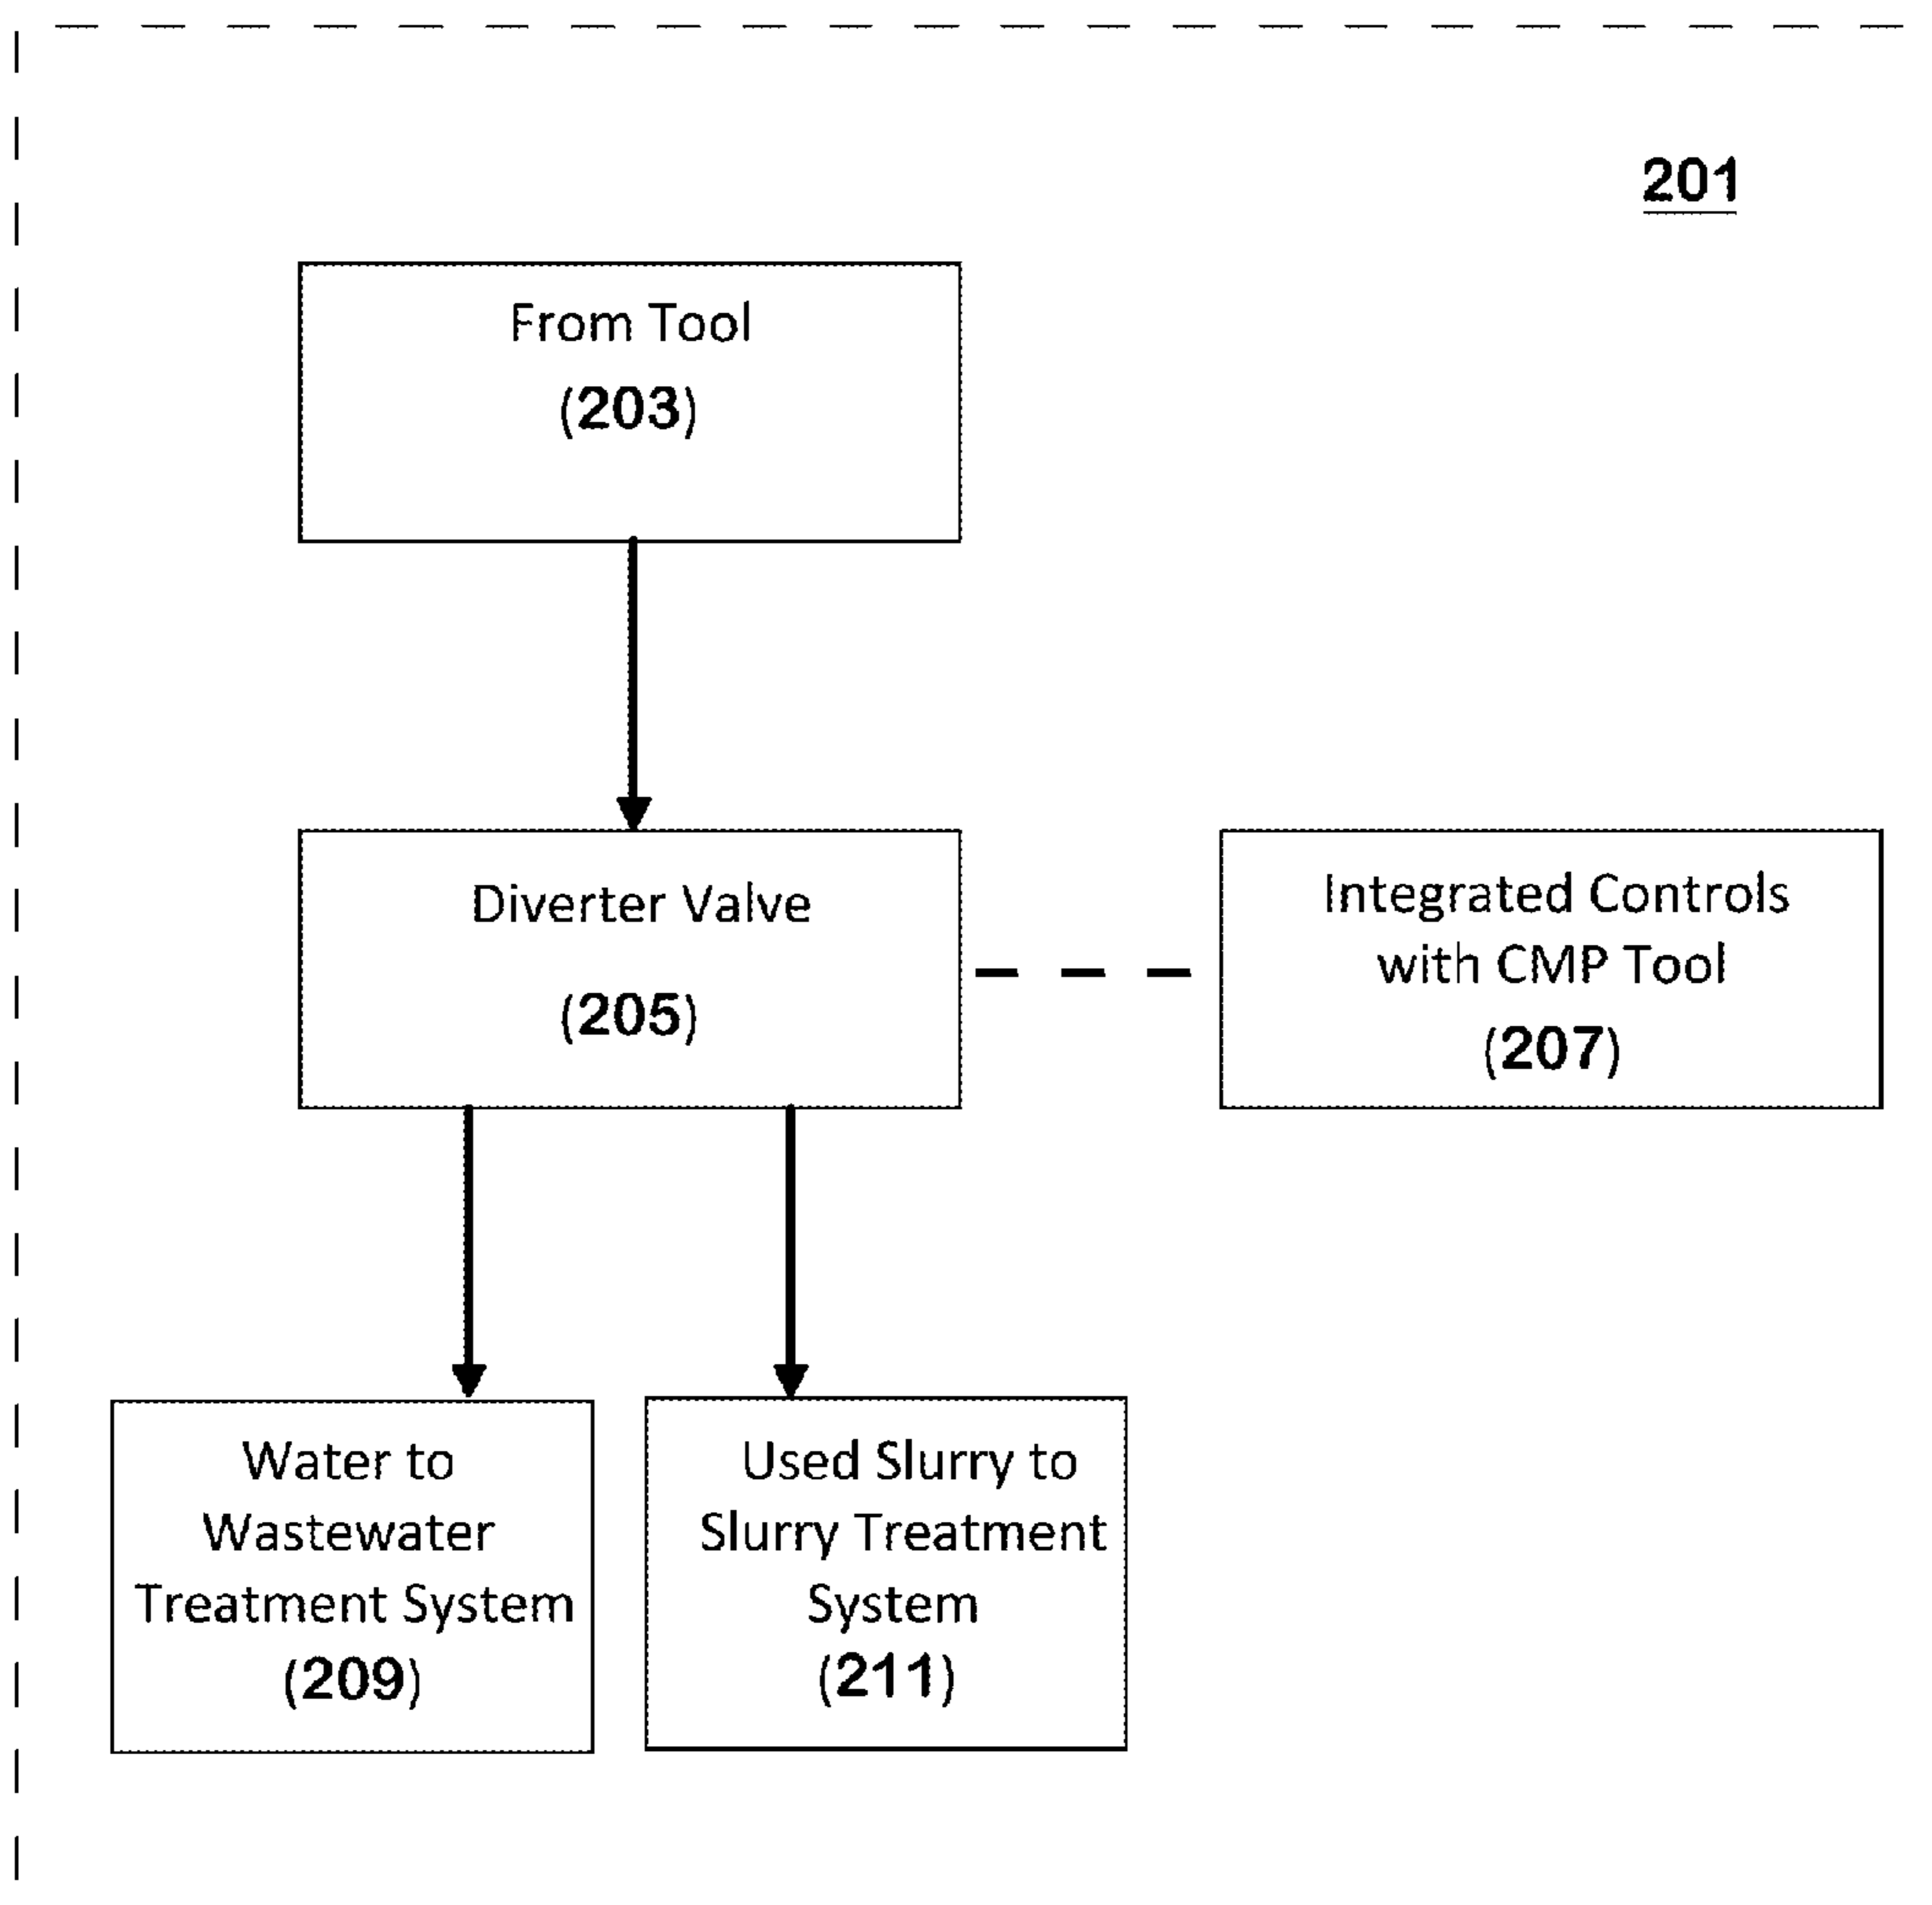 201
From Tool
(203)
Diverter Valve
(205)
Integrated Controls
with CMP Tool
(207)
Water to
Wastewater
Treatment System
(209)
Used Slurry to
Slurry Treatment
System
(211)